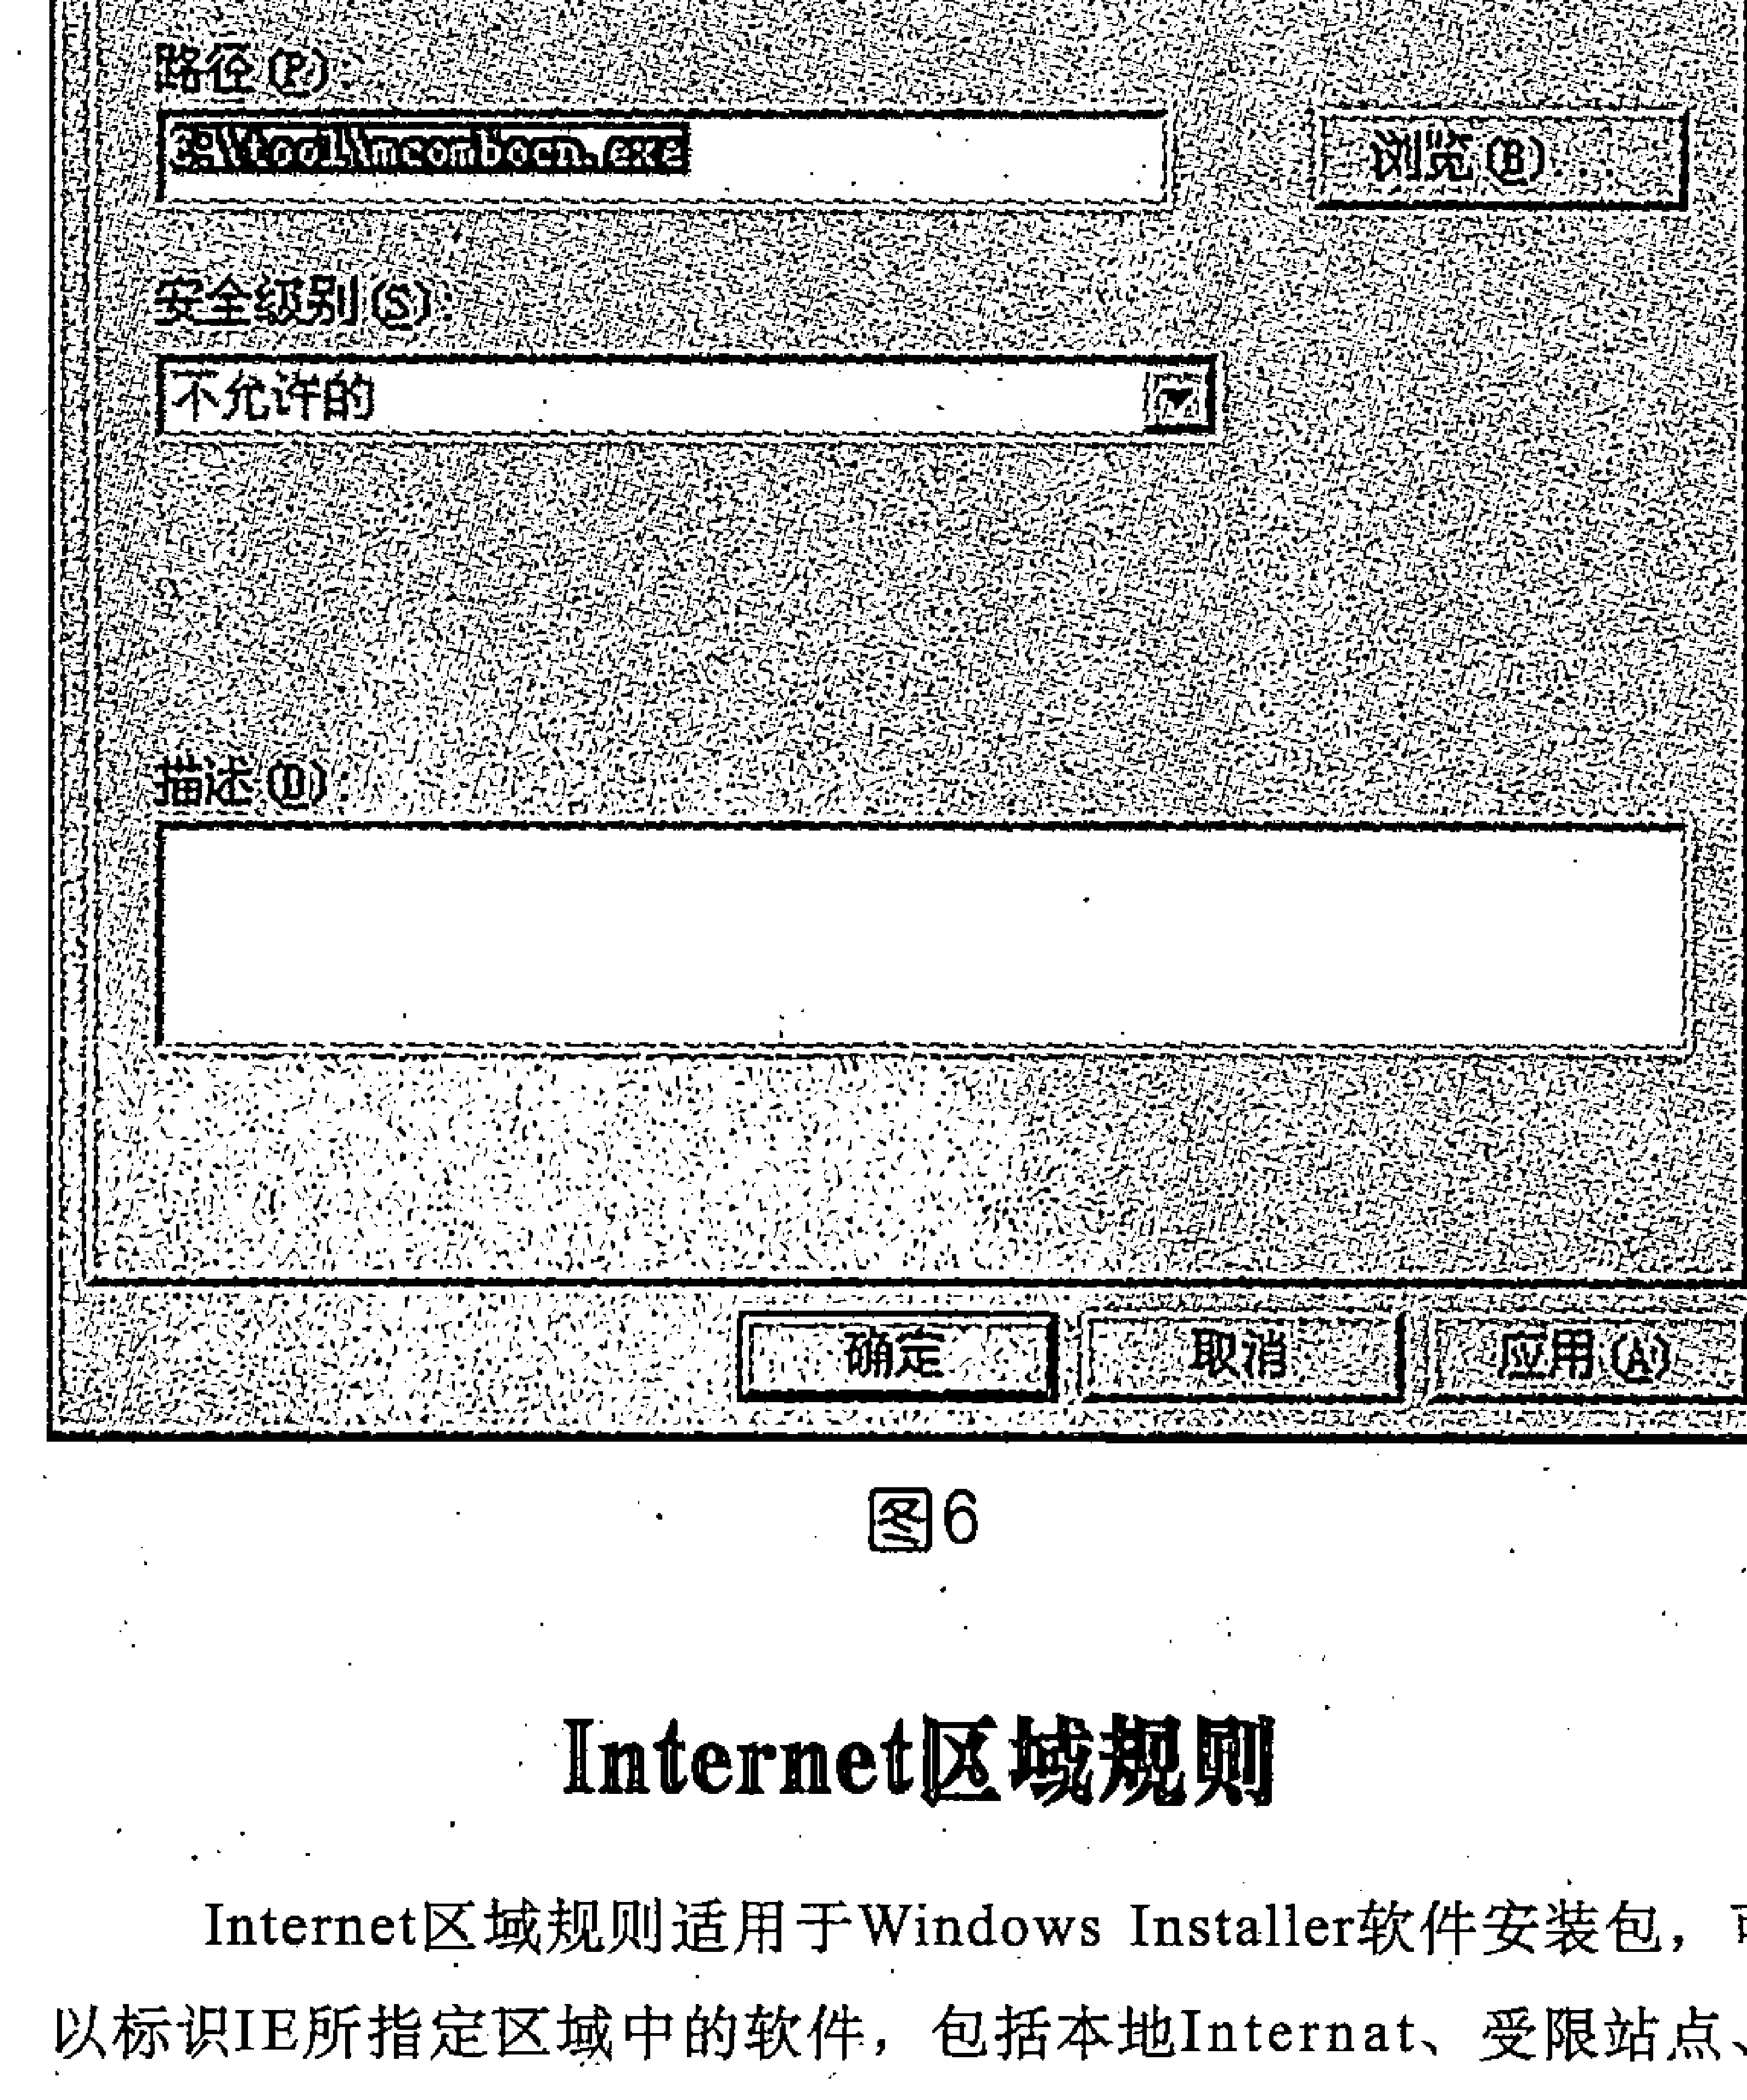 路径(P):
C:\tool\mcombocn.exe
浏览(B)...
安全级别(S):
不允许的
描述(D):
确定 取消 应用(A)
图6
Internet区域规则
Internet区域规则适用于Windows Installer软件安装包，可
以标识IE所指定区域中的软件，包括本地Internat、受限站点、